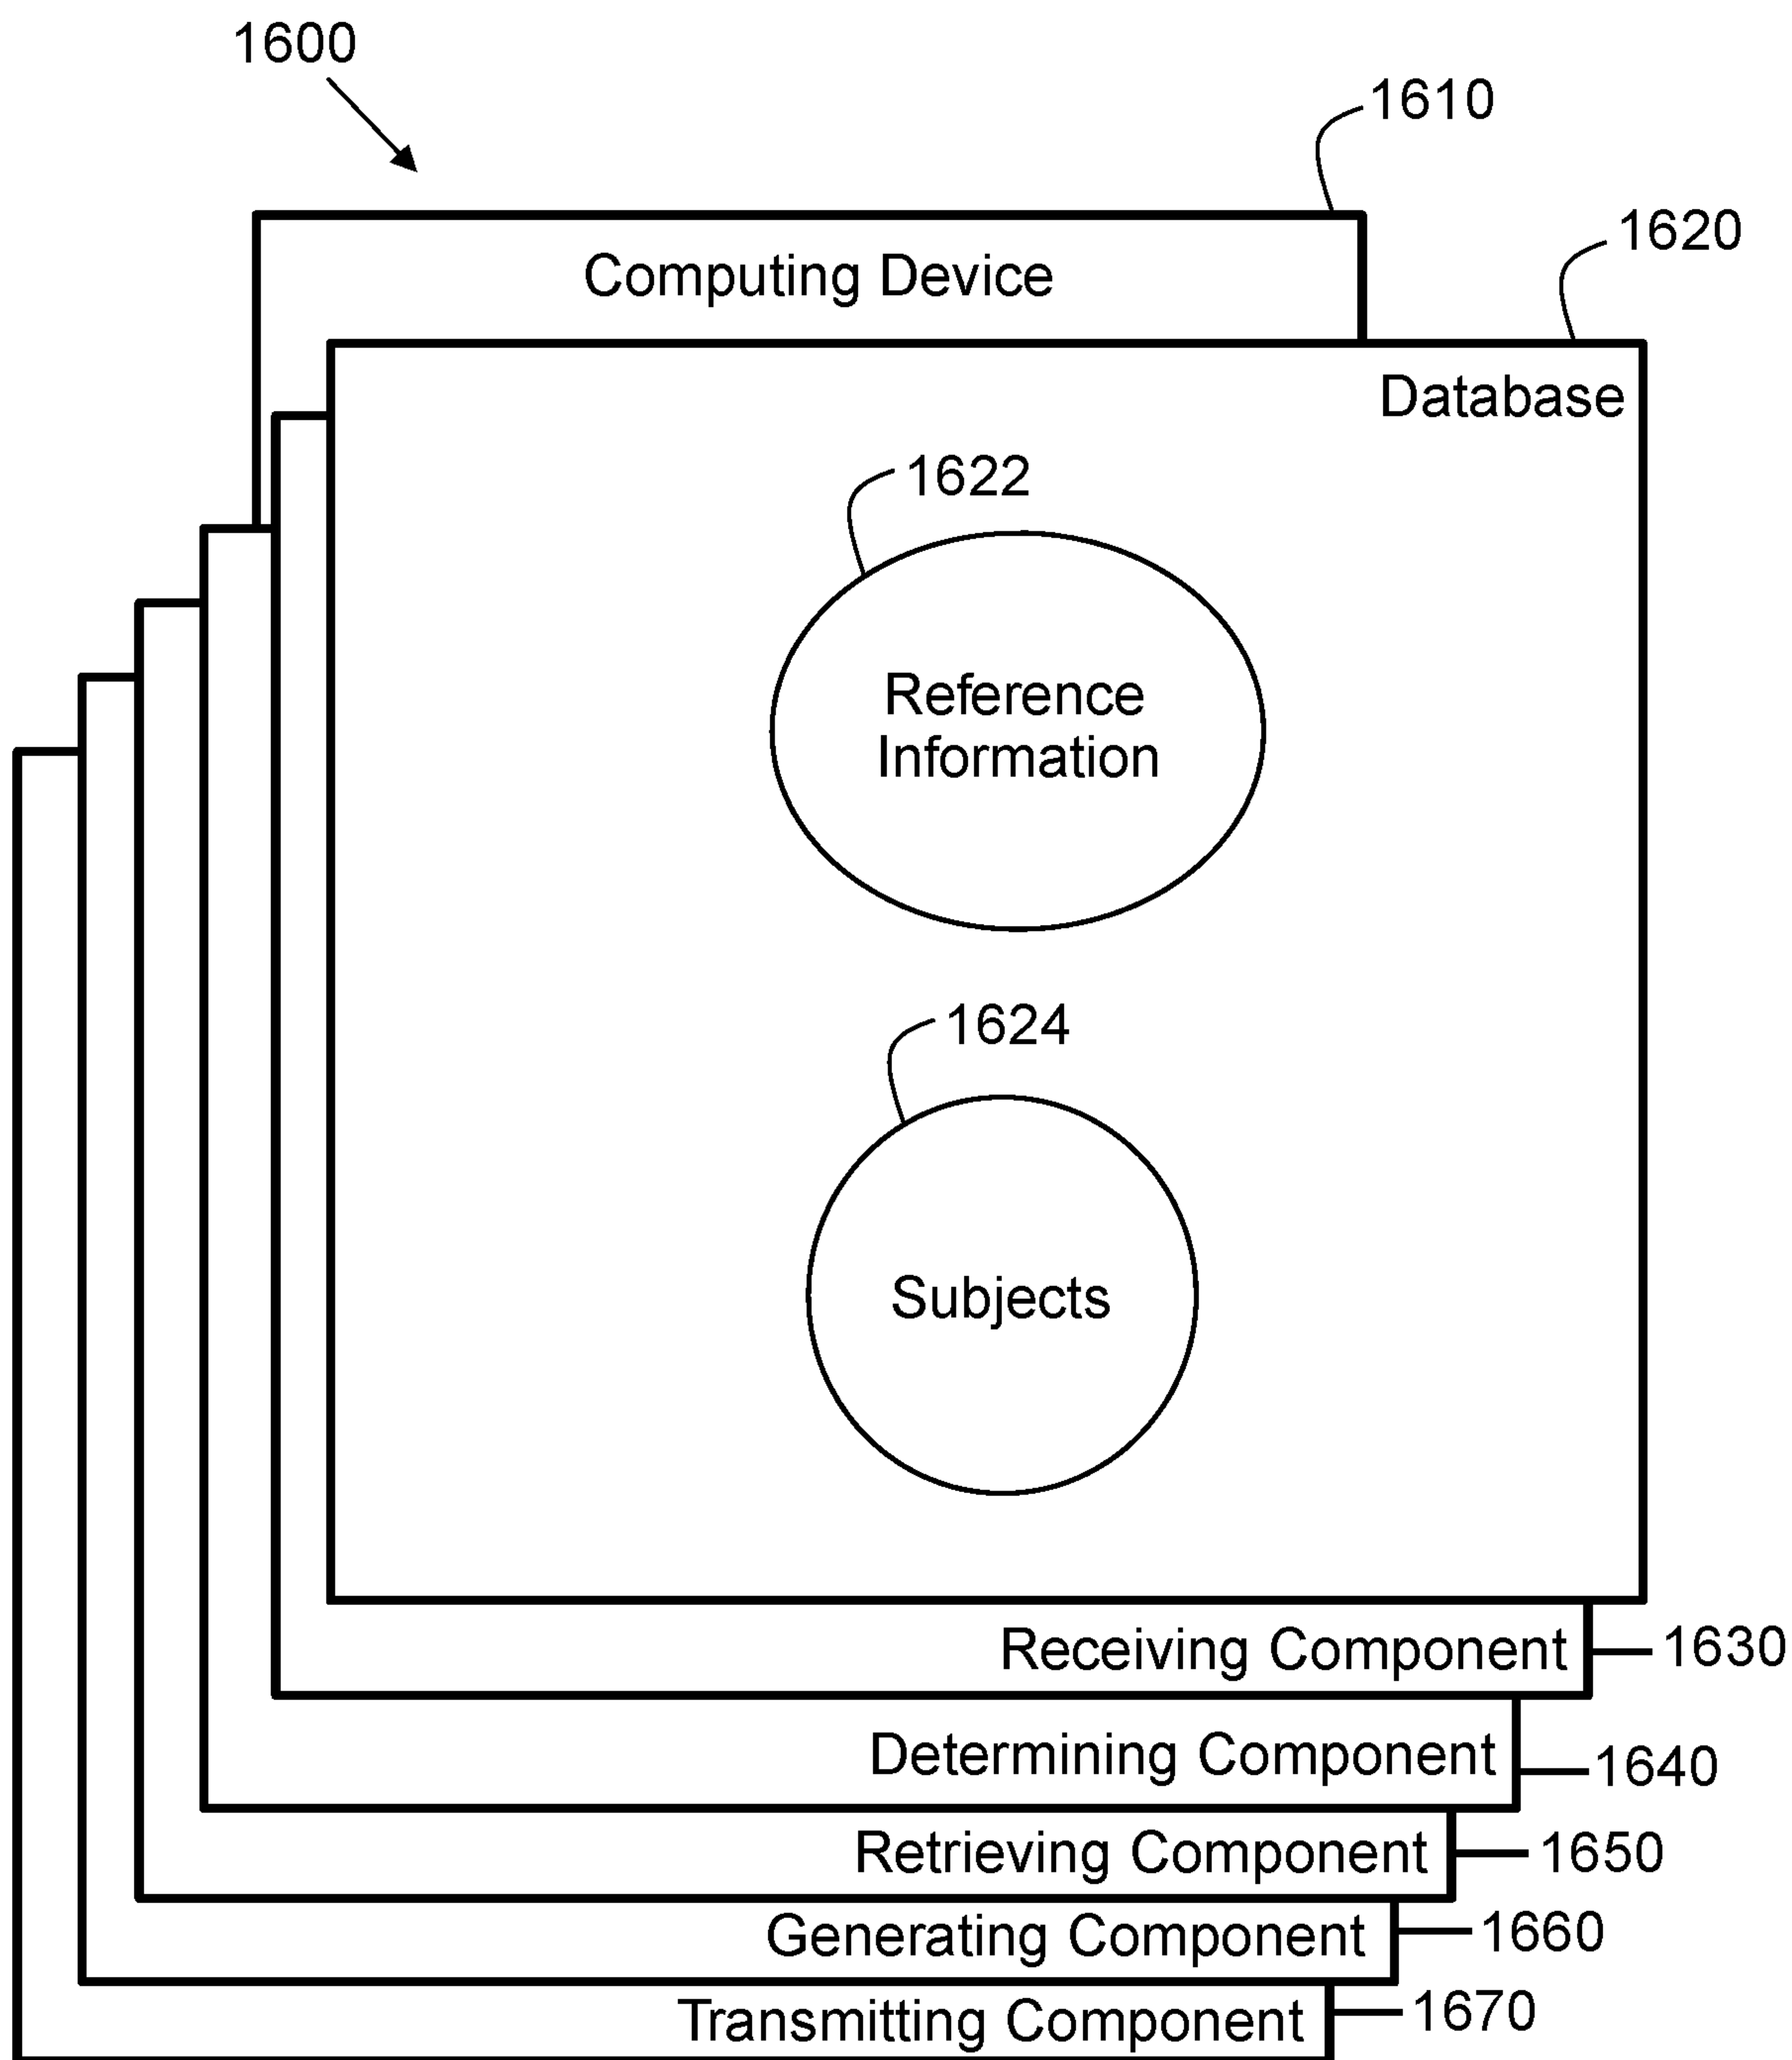 1600
1610
Computing Device
1620
Database
1622
Reference
Information
1624
Subjects
Receiving Component
1630
Determining Component
1640
Retrieving Component
1650
Generating Component
1660
Transmitting Component
1670